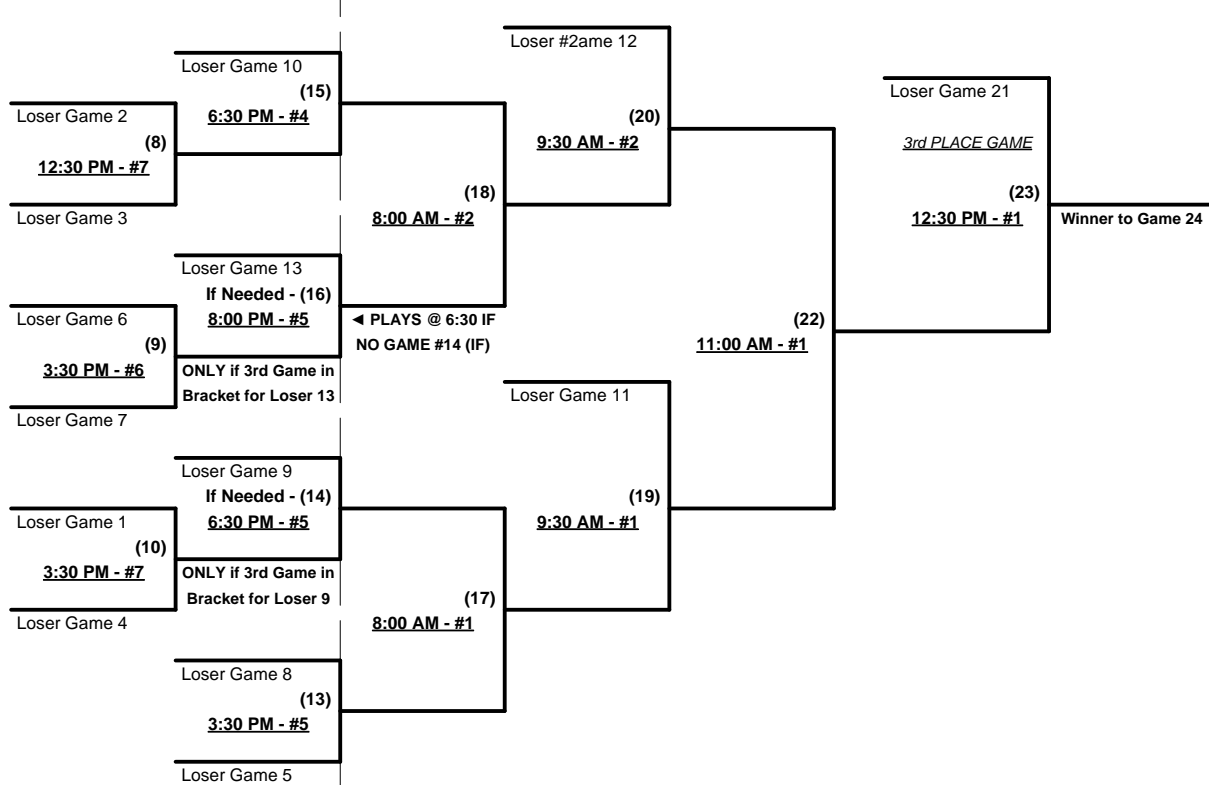 Loser #2ame 12
Loser Game 10
(15)
6:30 PM - #4
Loser Game 21
Loser Game 2
(8)
12:30 PM - #7
(20)
9:30 AM - #2
3rd PLACE GAME
Loser Game 3
(18)
8:00 AM - #2
(23)
12:30 PM - #1
Winner to Game 24
Loser Game 13
If Needed - (16)
8:00 PM - #5
Loser Game 6
(9)
3:30 PM - #6
◄ PLAYS @ 6:30 IF
NO GAME #14 (IF)
(22)
11:00 AM - #1
ONLY if 3rd Game in
Bracket for Loser 13
Loser Game 7
Loser Game 11
Loser Game 9
If Needed - (14)
6:30 PM - #5
(19)
9:30 AM - #1
Loser Game 1
(10)
3:30 PM - #7
ONLY if 3rd Game in
Bracket for Loser 9
Loser Game 4
(17)
8:00 AM - #1
Loser Game 8
(13)
3:30 PM - #5
Loser Game 5